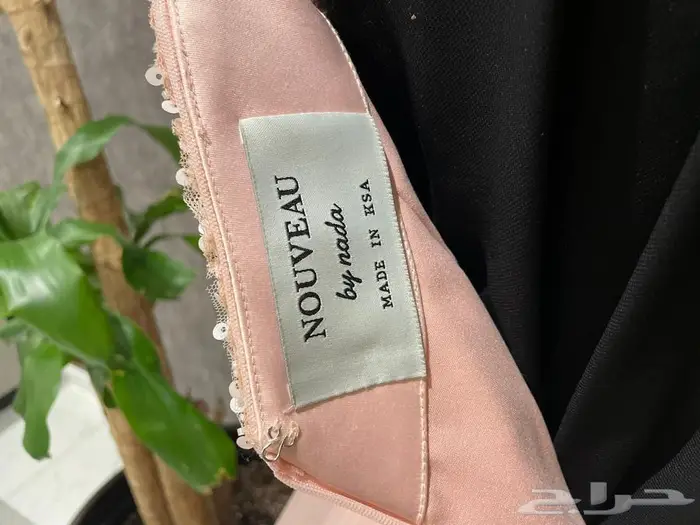 NOUVEAU
by nada
MADE IN KSA
حراج